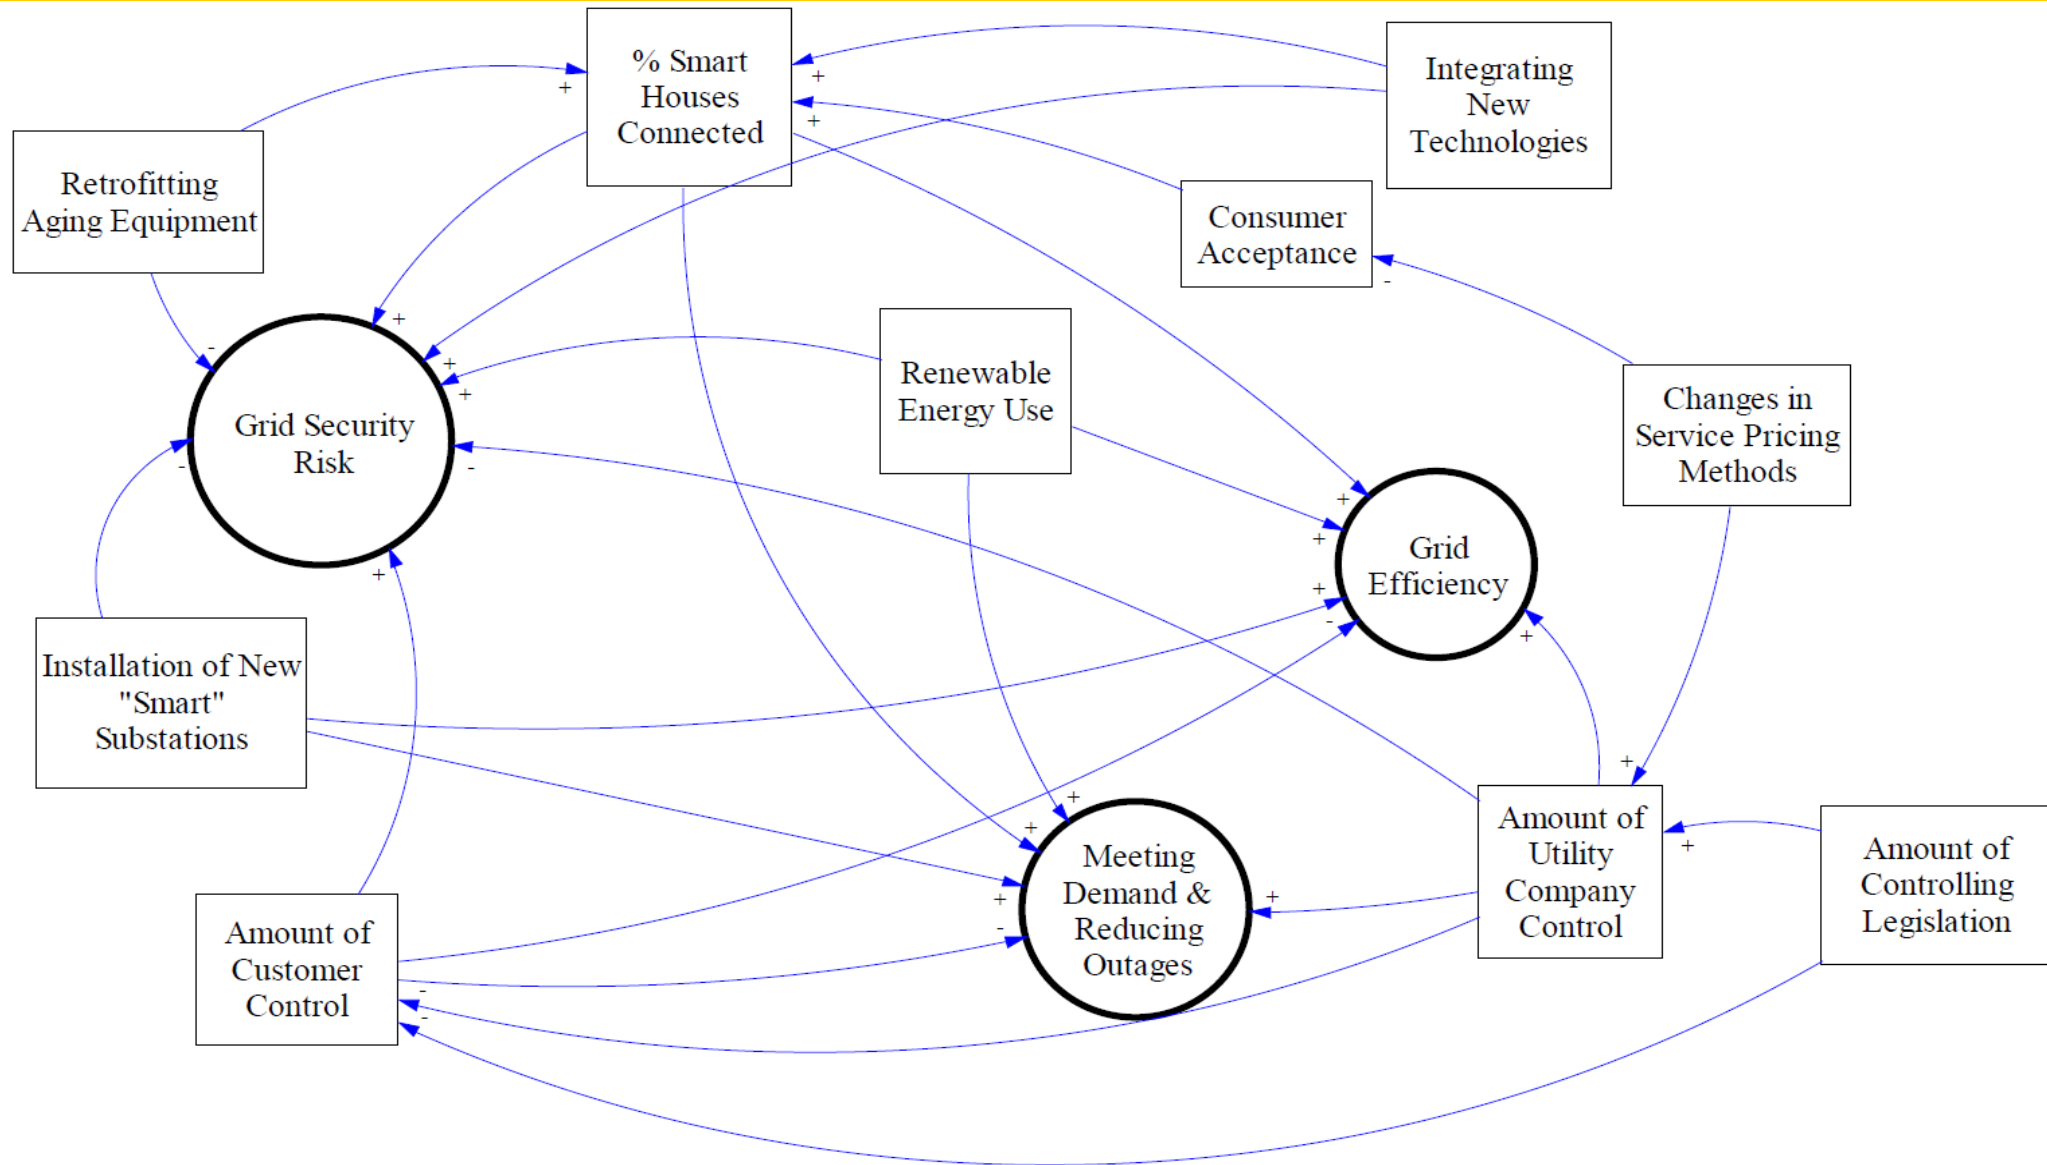 % Smart
Houses
Connected
Integrating
New
Technologies
Retrofitting
Aging Equipment
Consumer
Acceptance
Renewable
Energy Use
Changes in
Service Pricing
Methods
Grid Security
Risk
Grid
Efficiency
Installation of New
"Smart"
Substations
Meeting
Demand &
Reducing
Outages
Amount of
Utility
Company
Control
Amount of
Controlling
Legislation
Amount of
Customer
Control
+
+
+
-
+
+
+
-
-
-
+
+
+
+
-
+
+
+
+
-
+
+
+
-
-